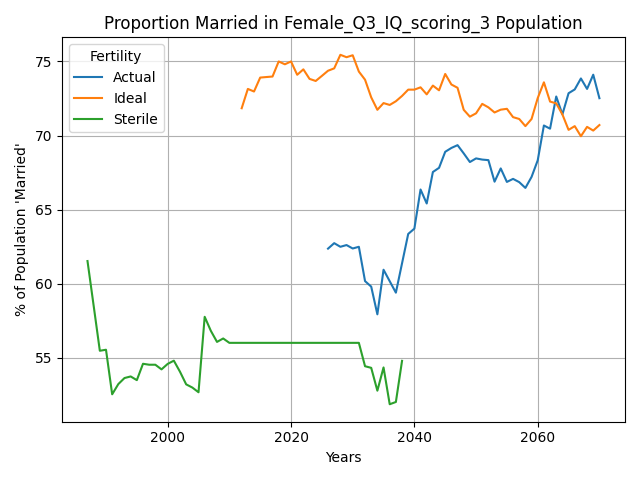 Proportion Married in Female_Q3_IQ_scoring_3 Population
Fertility
Actual
Ideal
Sterile
% of Population 'Married'
75
70
65
60
55
2000
2020
2040
2060
Years